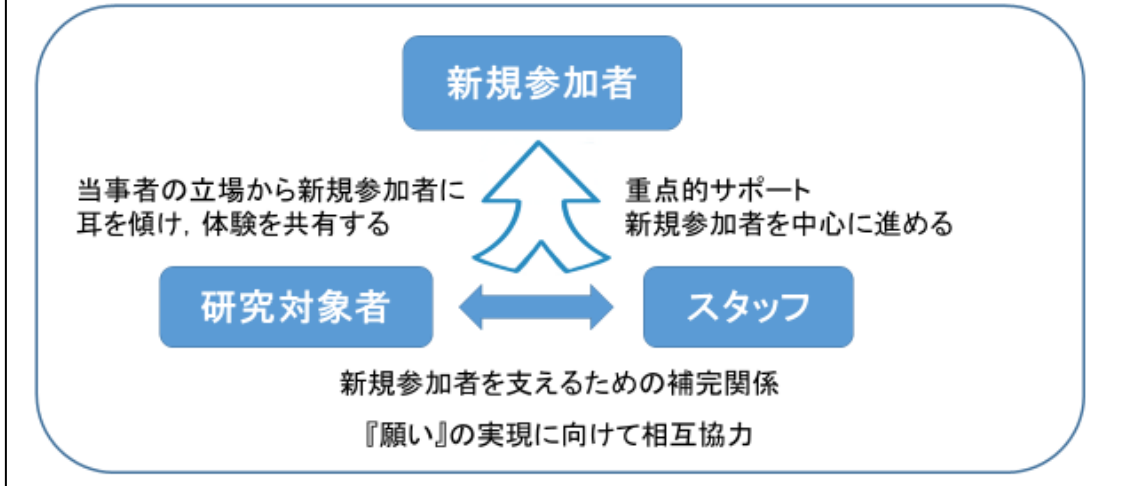 新規参加者
当事者の立場から新規参加者に
耳を傾け，体験を共有する
重点的サポート
新規参加者を中心に進める
研究対象者
スタッフ
新規参加者を支えるための補完関係
『願い』の実現に向けて相互協力